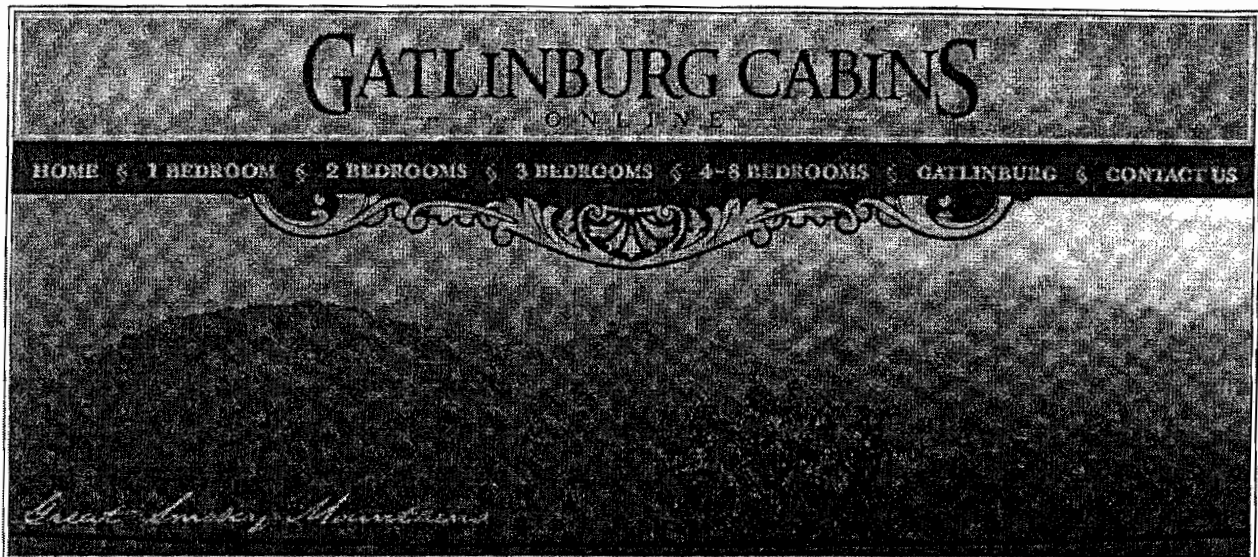 GATLINBURG CABINS
ONLINE
HOME § 1 BEDROOM § 2 BEDROOMS § 3 BEDROOMS § 4-8 BEDROOMS § GATLINBURG § CONTACT US
Great Smoky Mountains